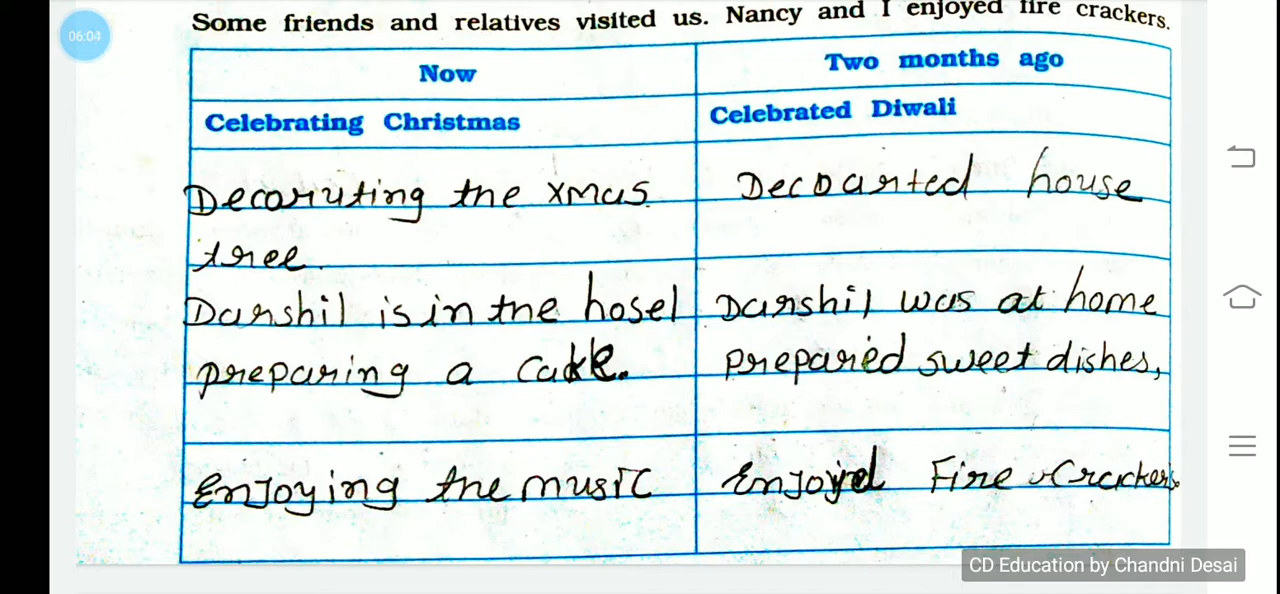 Some friends and relatives visited us. Nancy and I enjoyed fire crackers.
06:04
Now
Two months ago
Celebrating Christmas
Celebrated Diwali
Decorating the xmas
Decoarted house
tree
Darshil is in the hosel
Darshil was at home
preparing a cake.
prepared sweet dishes,
Enjoying the music
Enjoyed Fire Crackers
CD Education by Chandni Desai